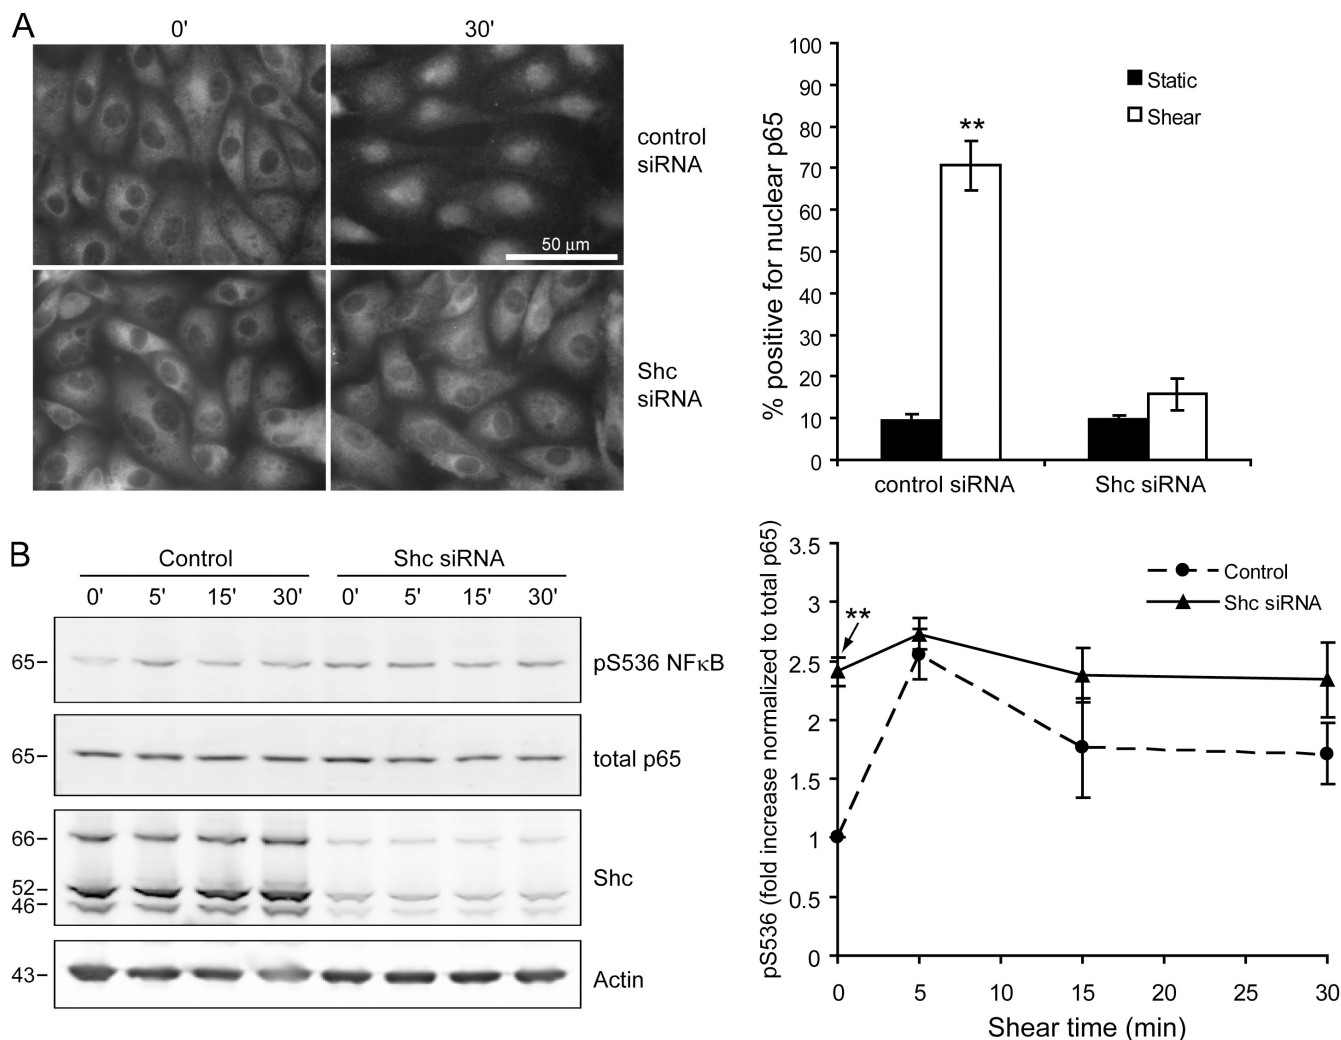 A
0'
30'
control
siRNA
50 μm
Shc
siRNA
% positive for nuclear p65
100
90
80
70
60
50
40
30
20
10
0
**
Static
Shear
control siRNA
Shc siRNA
B
Control
Shc siRNA
0' 5' 15' 30' 0' 5' 15' 30'
65–
pS536 NFκB
65–
total p65
66–
52–
46–
Shc
43–
Actin
pS536 (fold increase normalized to total p65)
3.5
3
2.5
2
1.5
1
0.5
0
**
Control
Shc siRNA
0 5 10 15 20 25 30
Shear time (min)